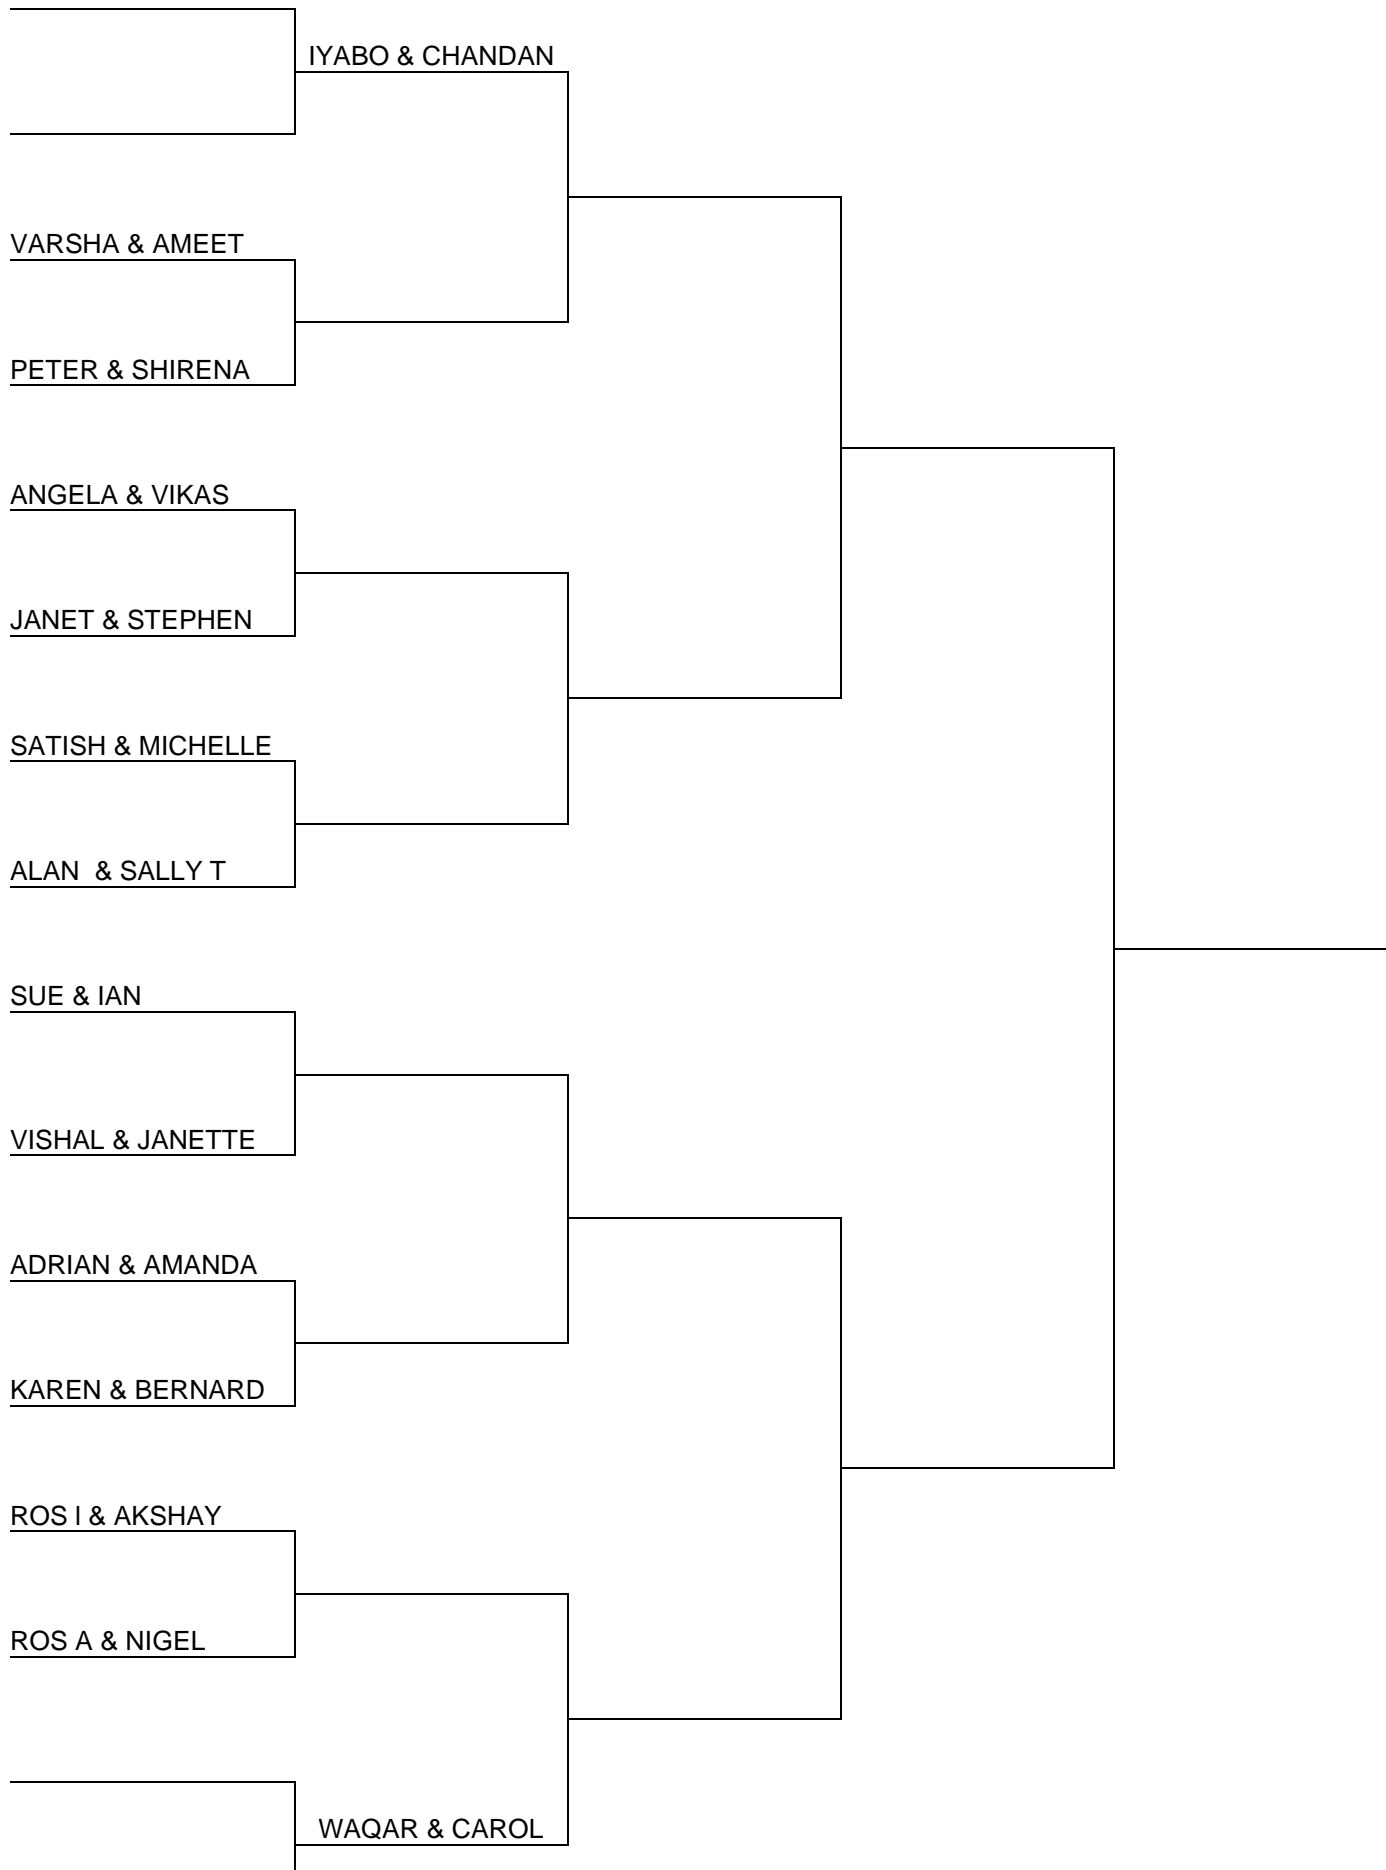 IYABO & CHANDAN
VARSHA & AMEET
PETER & SHIRENA
ANGELA & VIKAS
JANET & STEPHEN
SATISH & MICHELLE
ALAN  & SALLY T
SUE & IAN
VISHAL & JANETTE
ADRIAN & AMANDA
KAREN & BERNARD
ROS I & AKSHAY
ROS A & NIGEL
WAQAR & CAROL